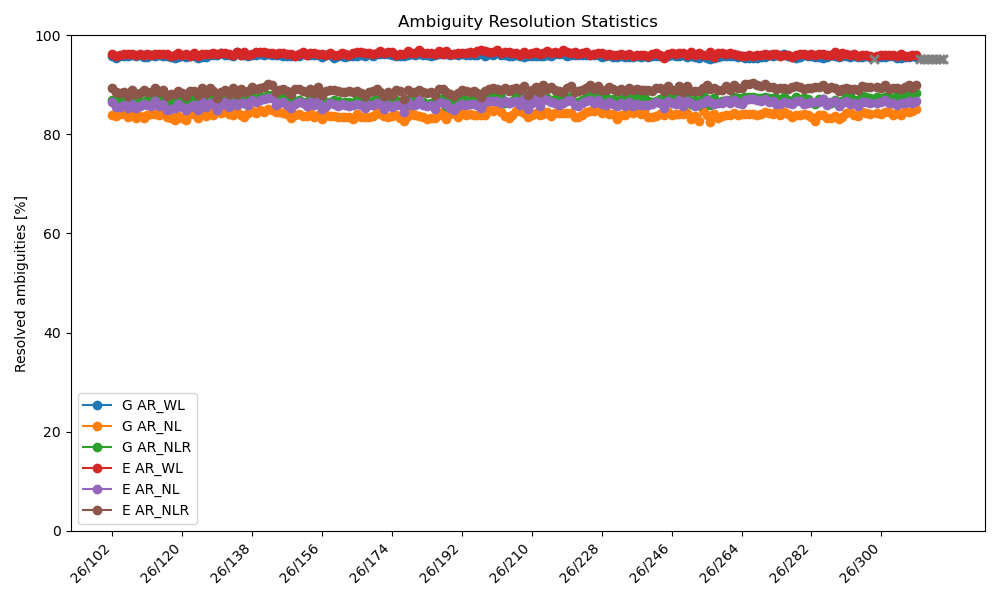 Ambiguity Resolution Statistics
Resolved ambiguities [%]
100
80
60
40
20
0
G AR_WL
G AR_NL
G AR_NLR
E AR_WL
E AR_NL
E AR_NLR
26/102
26/120
26/138
26/156
26/174
26/192
26/210
26/228
26/246
26/264
26/282
26/300